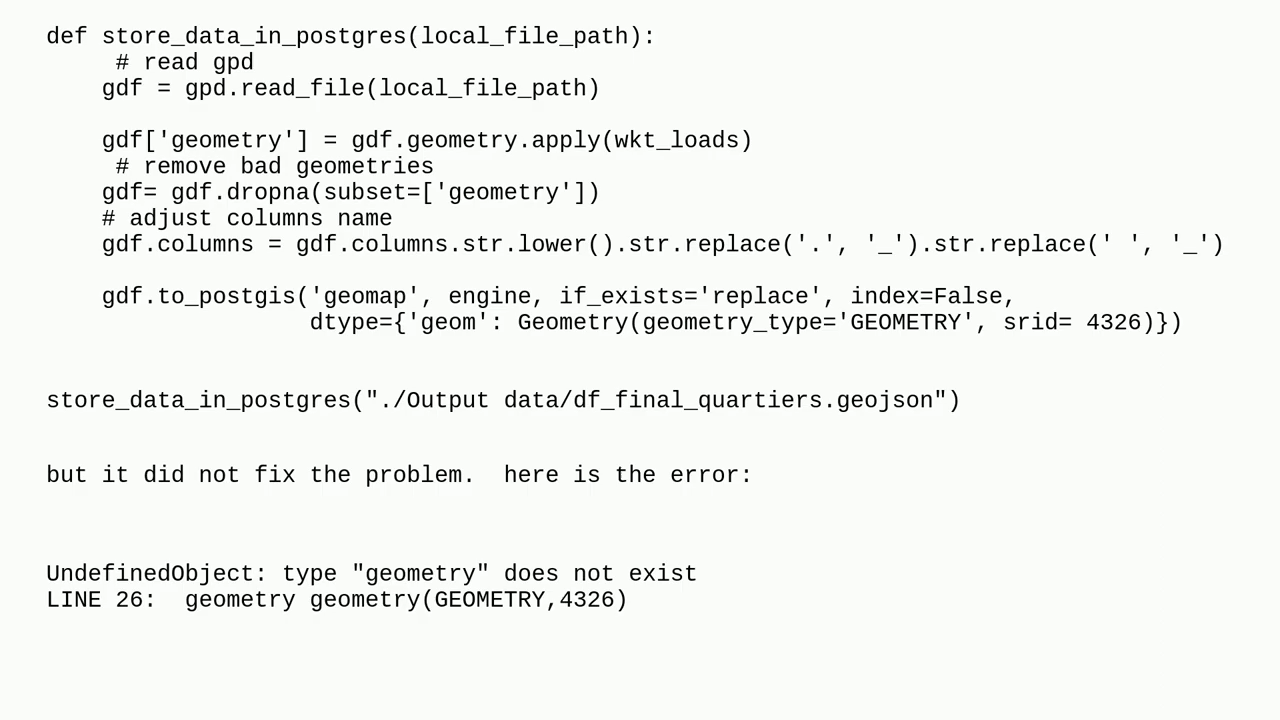 def store_data_in_postgres(local_file_path):
     # read gpd
    gdf = gpd.read_file(local_file_path)

    gdf['geometry'] = gdf.geometry.apply(wkt_loads)
     # remove bad geometries
    gdf= gdf.dropna(subset=['geometry'])
    # adjust columns name
    gdf.columns = gdf.columns.str.lower().str.replace('.', '_').str.replace(' ', '_')

    gdf.to_postgis('geomap', engine, if_exists='replace', index=False,
                   dtype={'geom': Geometry(geometry_type='GEOMETRY', srid= 4326)})

store_data_in_postgres("./Output data/df_final_quartiers.geojson")

but it did not fix the problem.  here is the error:

UndefinedObject: type "geometry" does not exist
LINE 26:  geometry geometry(GEOMETRY,4326)